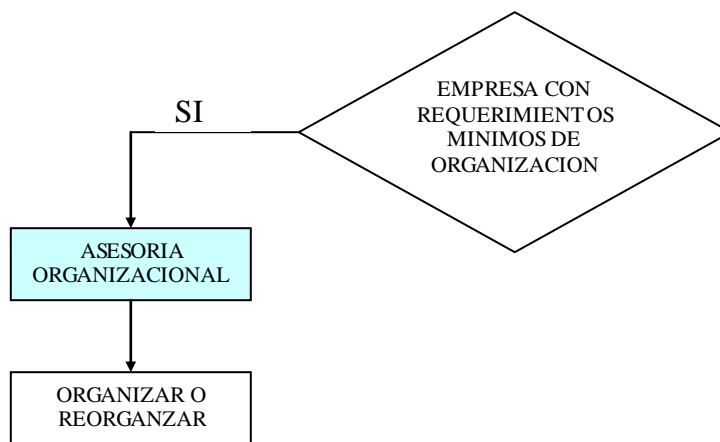 EMPRESA CON
REQUERIMIENTOS
MINIMOS DE
ORGANIZACION
SI
ASESORIA
ORGANIZACIONAL
ORGANIZAR O
REORGANZAR